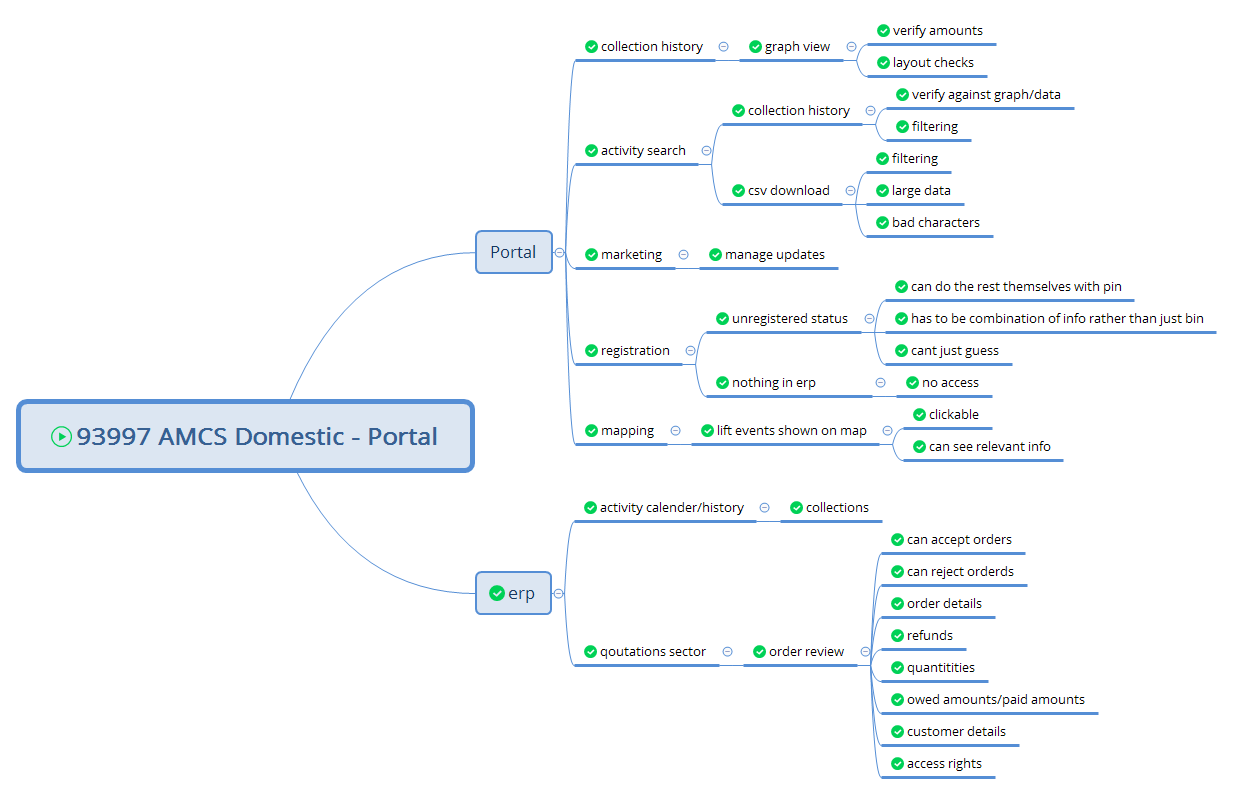 93997 AMCS Domestic - Portal
Portal
collection history
graph view
verify amounts
layout checks
activity search
collection history
verify against graph/data
filtering
csv download
filtering
large data
bad characters
marketing
manage updates
registration
unregistered status
can do the rest themselves with pin
has to be combination of info rather than just bin
cant just guess
nothing in erp
no access
mapping
lift events shown on map
clickable
can see relevant info
erp
activity calender/history
collections
qoutations sector
order review
can accept orders
can reject orderds
order details
refunds
quantitities
owed amounts/paid amounts
customer details
access rights